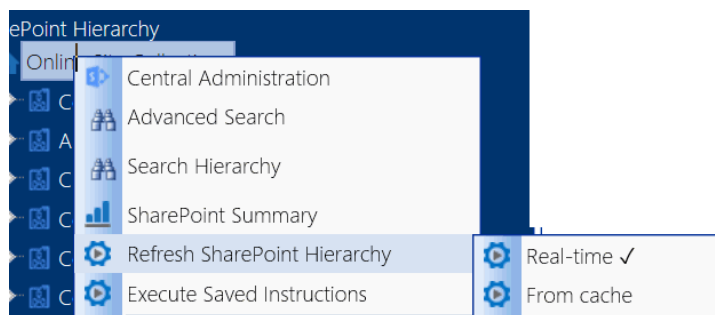 ePoint Hierarchy
Onlin
Central Administration
C
Advanced Search
A
Search Hierarchy
C
SharePoint Summary
C
Refresh SharePoint Hierarchy
C
Real-time ✓
Execute Saved Instructions
C
From cache